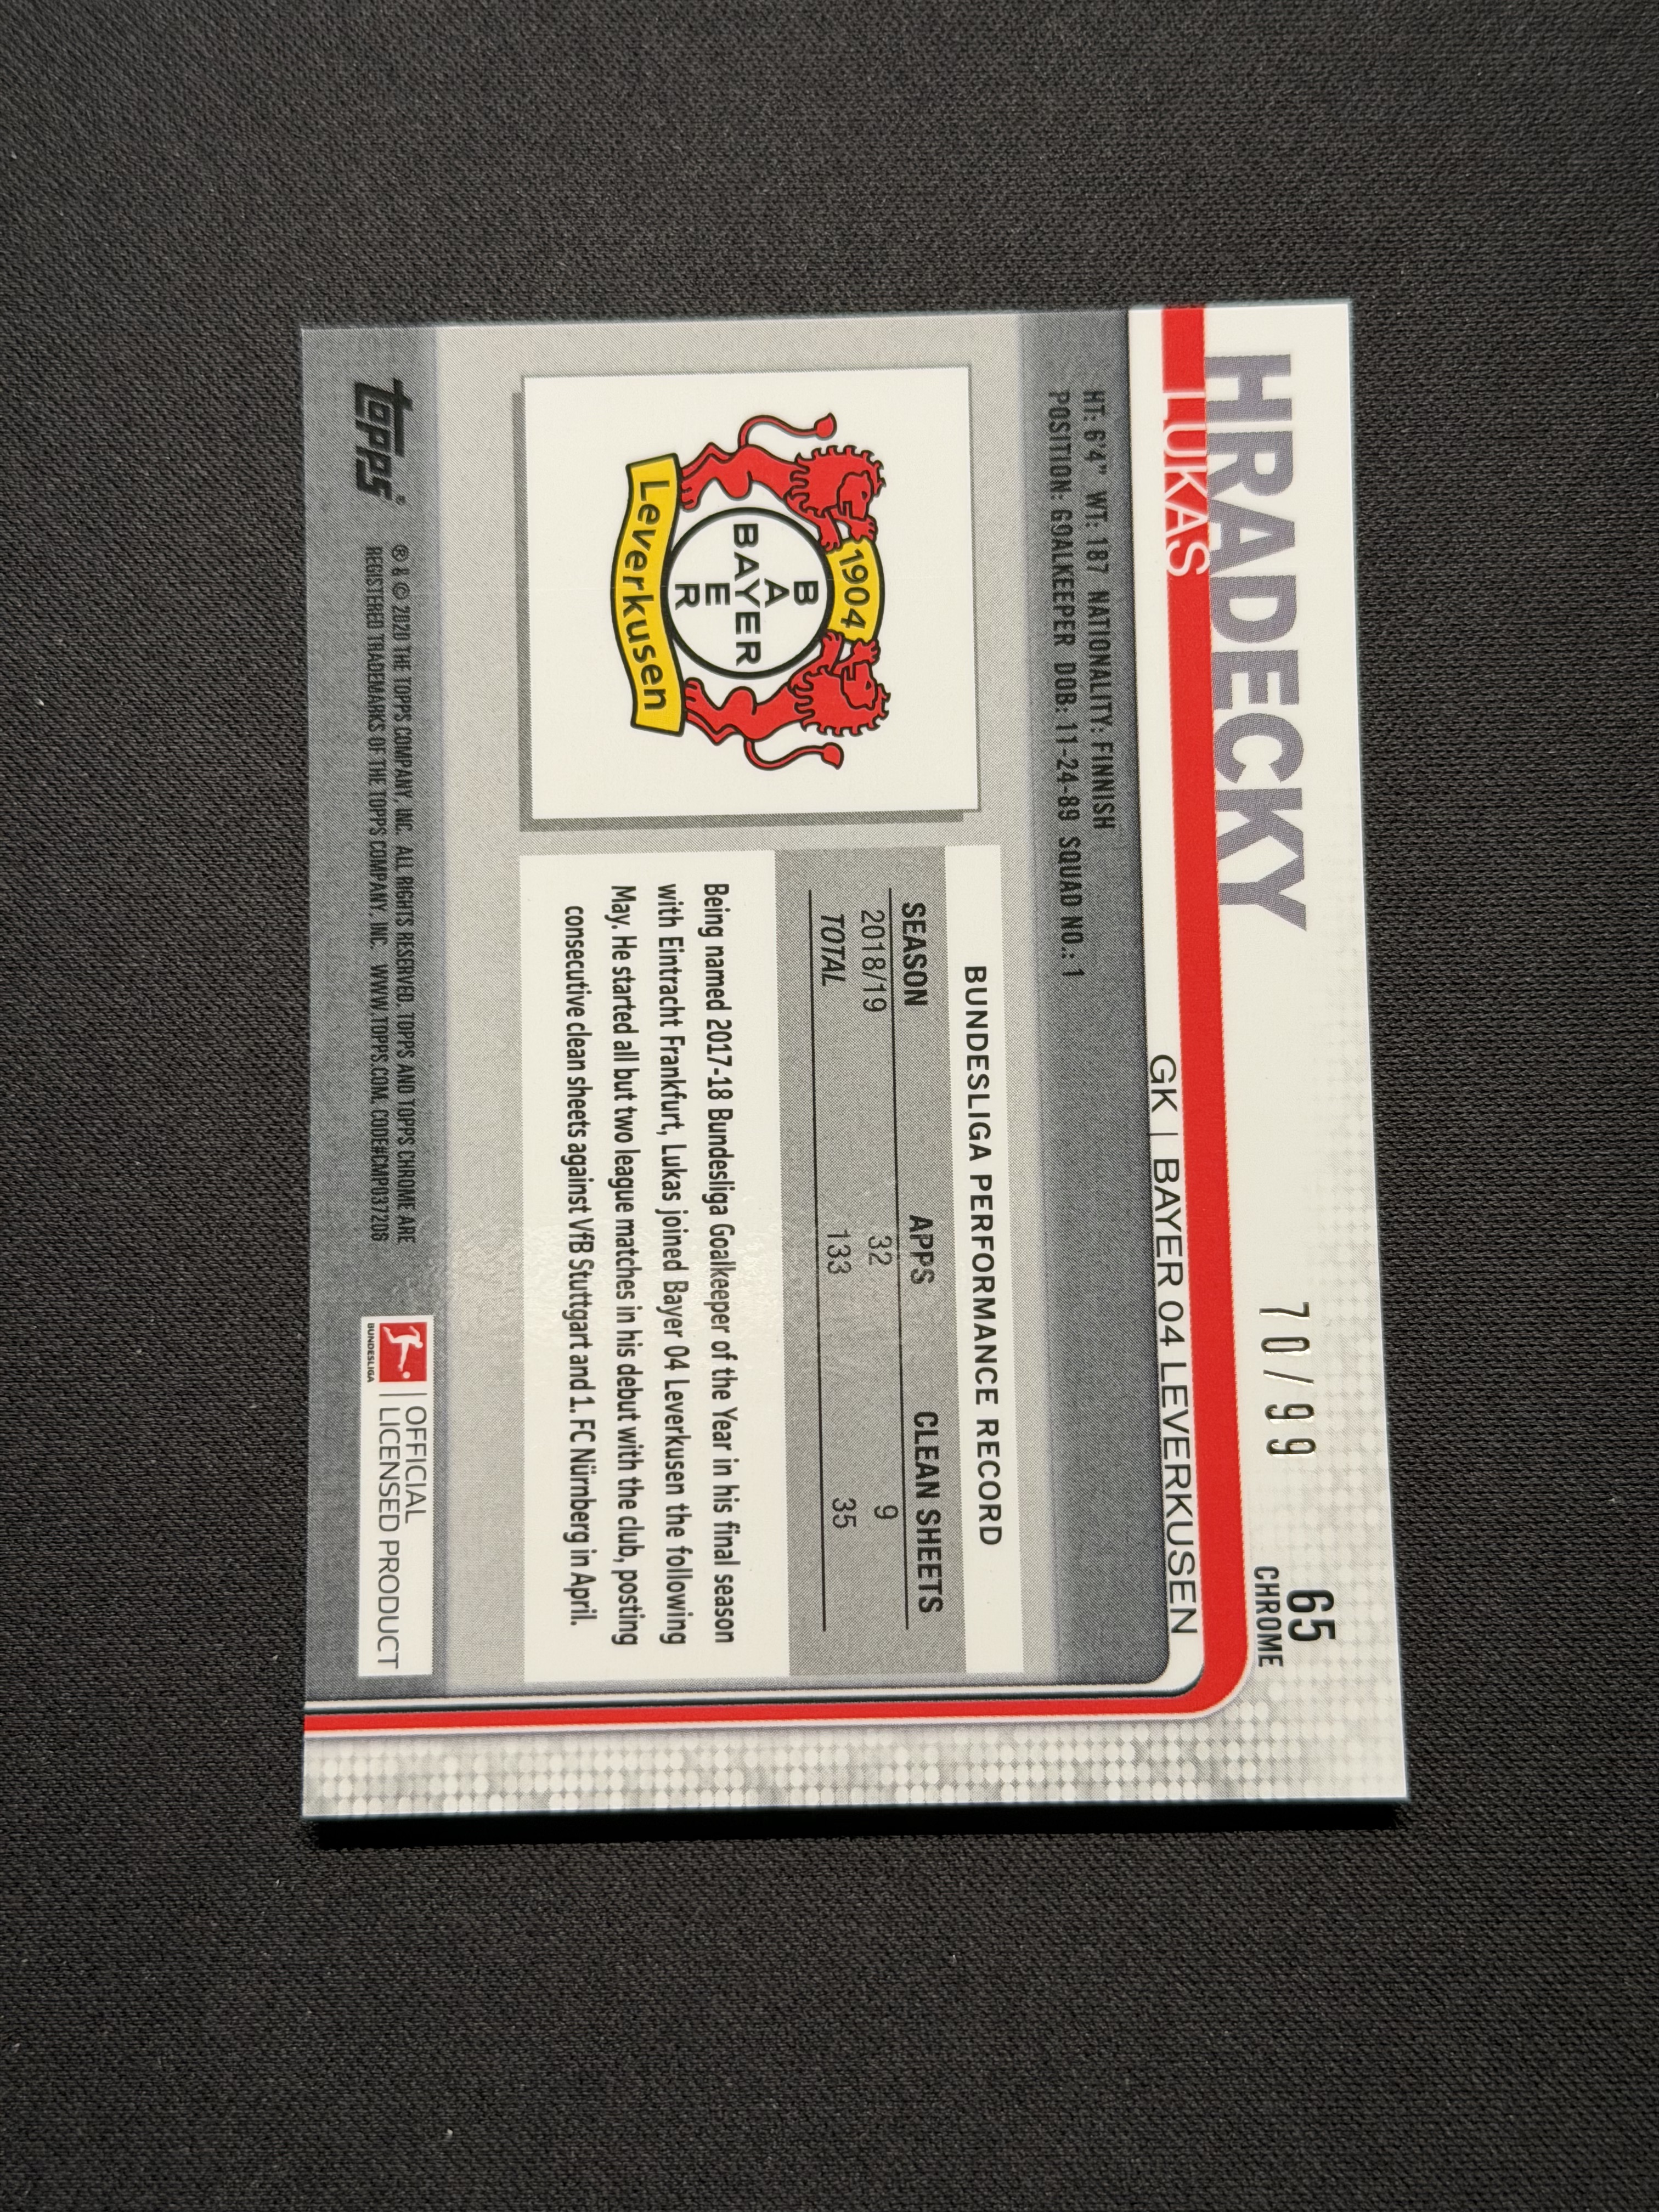 HRADECKY
LUKAS
70/99
65
CHROME
GK | BAYER 04 LEVERKUSEN
HT: 6'4" WT: 187 NATIONALITY: FINNISH
POSITION: GOALKEEPER DOB: 11-24-89 SQUAD NO.: 1
1904
B
A
BAYER
E
R
Leverkusen
BUNDESLIGA PERFORMANCE RECORD
SEASON APPS CLEAN SHEETS
2018/19 32 9
TOTAL 133 35
Being named 2017-18 Bundesliga Goalkeeper of the Year in his final season
with Eintracht Frankfurt, Lukas joined Bayer 04 Leverkusen the following
May. He started all but two league matches in his debut with the club, posting
consecutive clean sheets against VfB Stuttgart and 1. FC Nürnberg in April.
topps®
® & © 2020 THE TOPPS COMPANY, INC. ALL RIGHTS RESERVED. TOPPS AND TOPPS CHROME ARE
REGISTERED TRADEMARKS OF THE TOPPS COMPANY, INC. WWW.TOPPS.COM. CODE#CMP037206
BUNDESLIGA
OFFICIAL
LICENSED PRODUCT